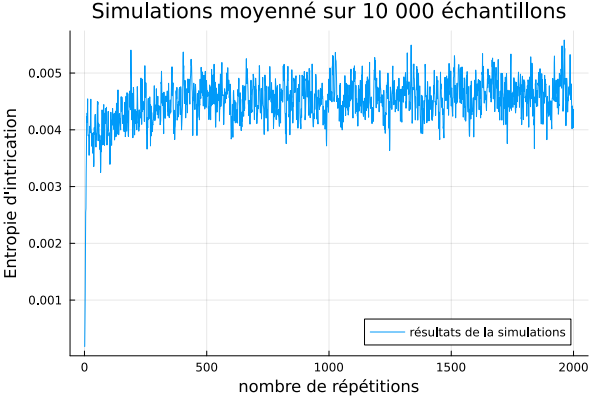 Simulations moyenné sur 10 000 échantillons
Entropie d'intrication
0.005
0.004
0.003
0.002
0.001
0
500
1000
1500
2000
nombre de répétitions
résultats de la simulations